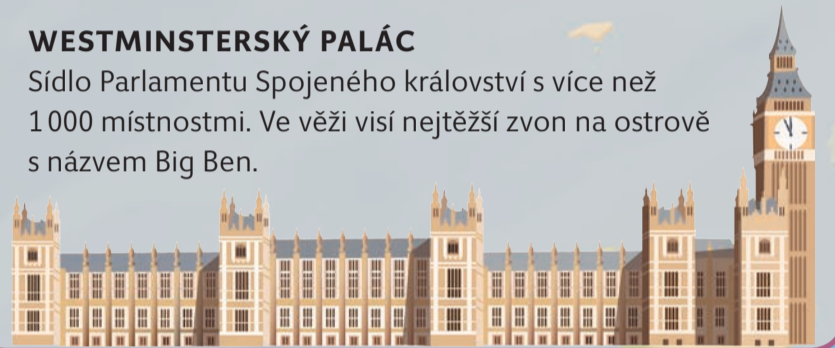 WESTMINSTERSKÝ PALÁC
Sídlo Parlamentu Spojeného království s více než
1 000 místnostmi. Ve věži visí nejtěžší zvon na ostrově
s názvem Big Ben.